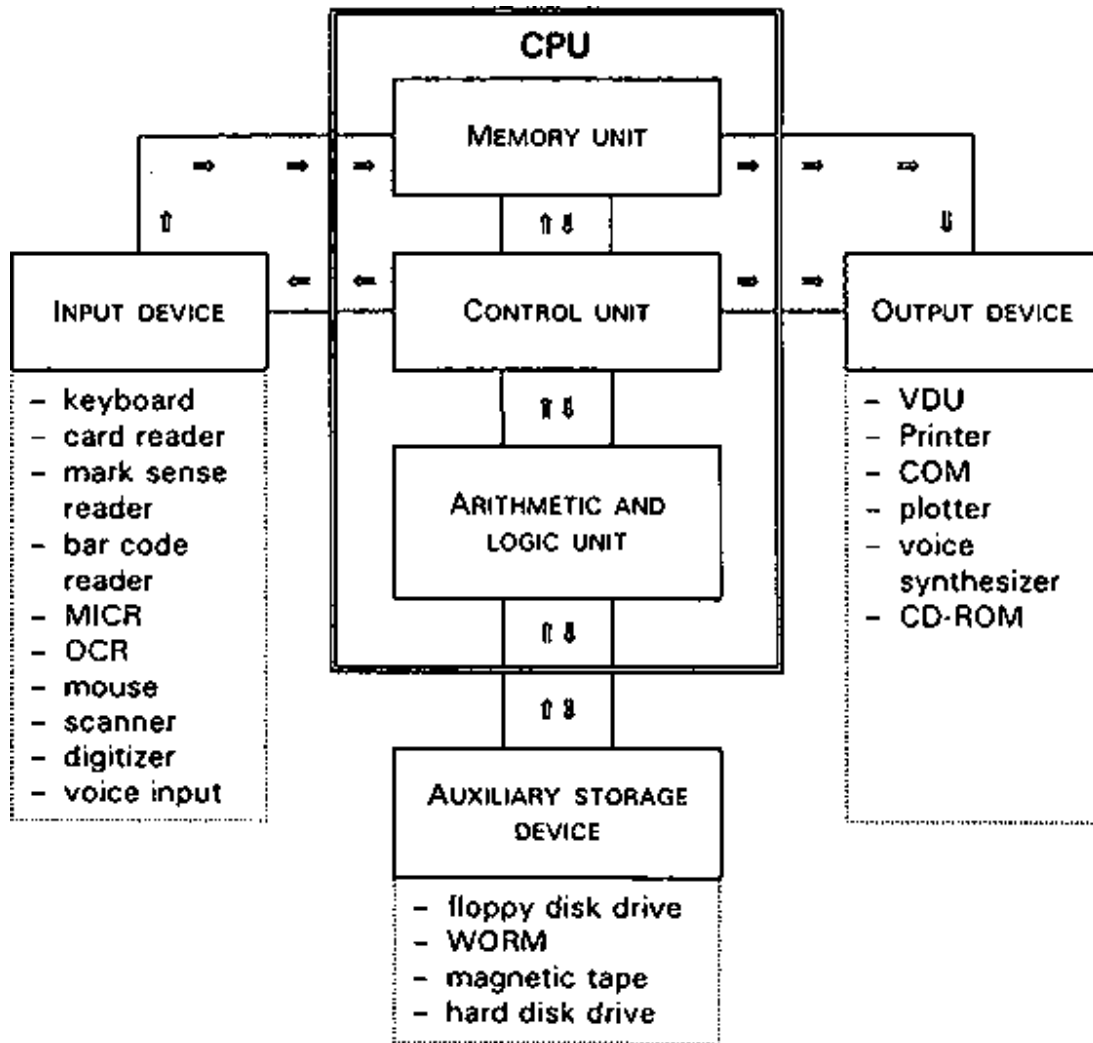 CPU
MEMORY UNIT
INPUT DEVICE
CONTROL UNIT
OUTPUT DEVICE
– keyboard
– card reader
– mark sense
reader
– bar code
reader
– MICR
– OCR
– mouse
– scanner
– digitizer
– voice input
ARITHMETIC AND
LOGIC UNIT
– VDU
– Printer
– COM
– plotter
– voice
synthesizer
– CD-ROM
AUXILIARY STORAGE
DEVICE
– floppy disk drive
– WORM
– magnetic tape
– hard disk drive